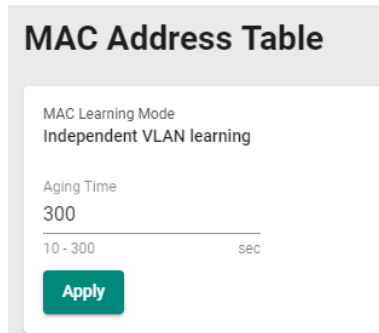 MAC Address Table
MAC Learning Mode
Independent VLAN learning
Aging Time
300
10 - 300 sec
Apply